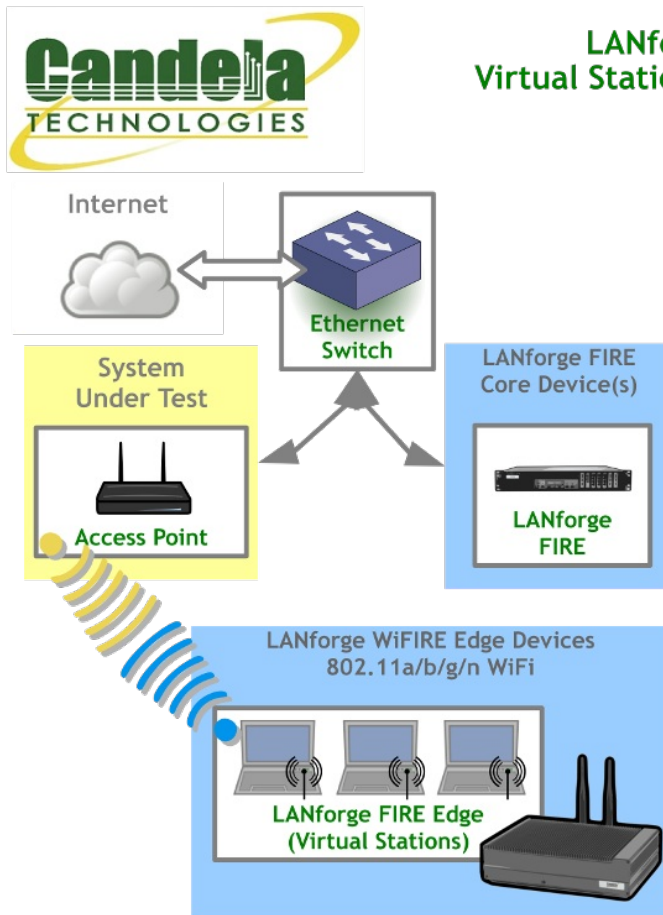 Candela
TECHNOLOGIES
Virtual
Internet
Ethernet
Switch
System
Under Test
LANforge FIRE
Core Device(s)
Access Point
LANforge
FIRE
LANforge WiFIRE Edge Devices
802.11a/b/g/n WiFi
LANforge FIRE Edge
(Virtual Stations)